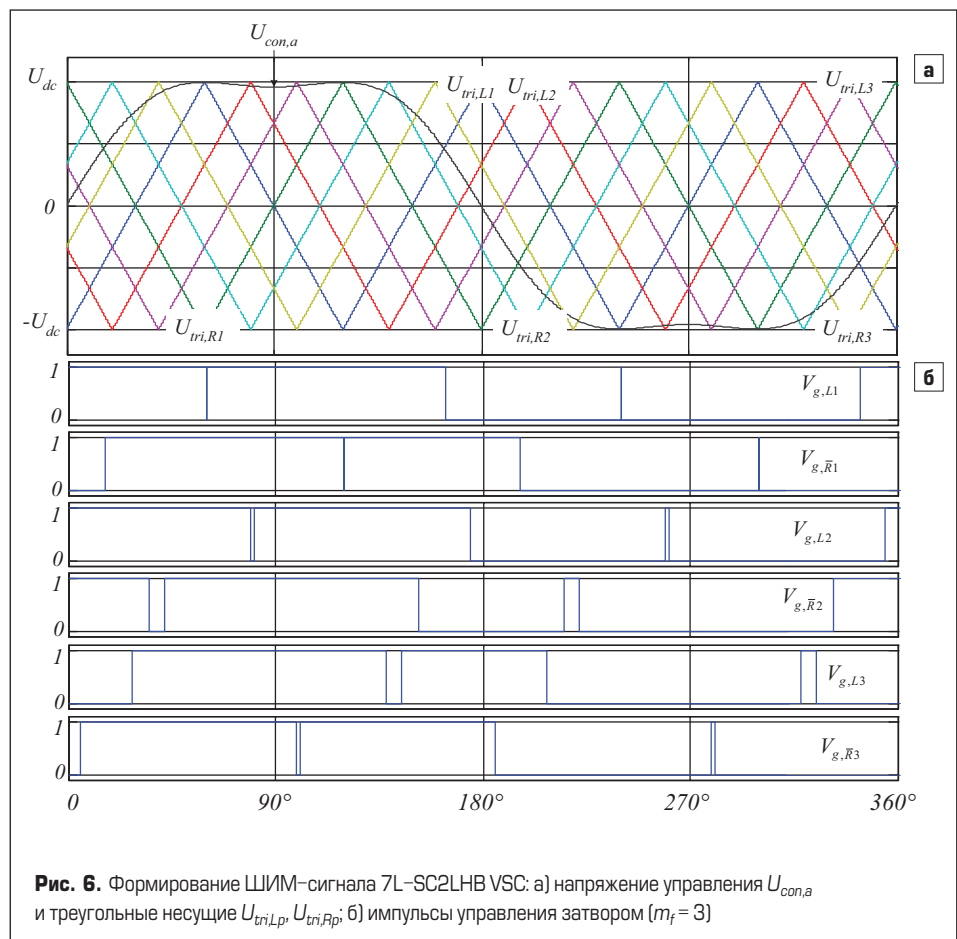 U_con,a
а
U_dc
U_tri,L1 U_tri,L2 U_tri,L3
0
U_tri,R1 U_tri,R2 U_tri,R3
-U_dc
1
V_g,L1
б
0
1
V_g,R̅1
0
1
V_g,L2
0
1
V_g,R̅2
0
1
V_g,L3
0
1
V_g,R̅3
0
0 90° 180° 270° 360°
Рис. 6. Формирование ШИМ–сигнала 7L–SC2LHB VSC: а) напряжение управления U_con,a
и треугольные несущие U_tri,Lp, U_tri,Rp; б) импульсы управления затвором (m_f = 3)